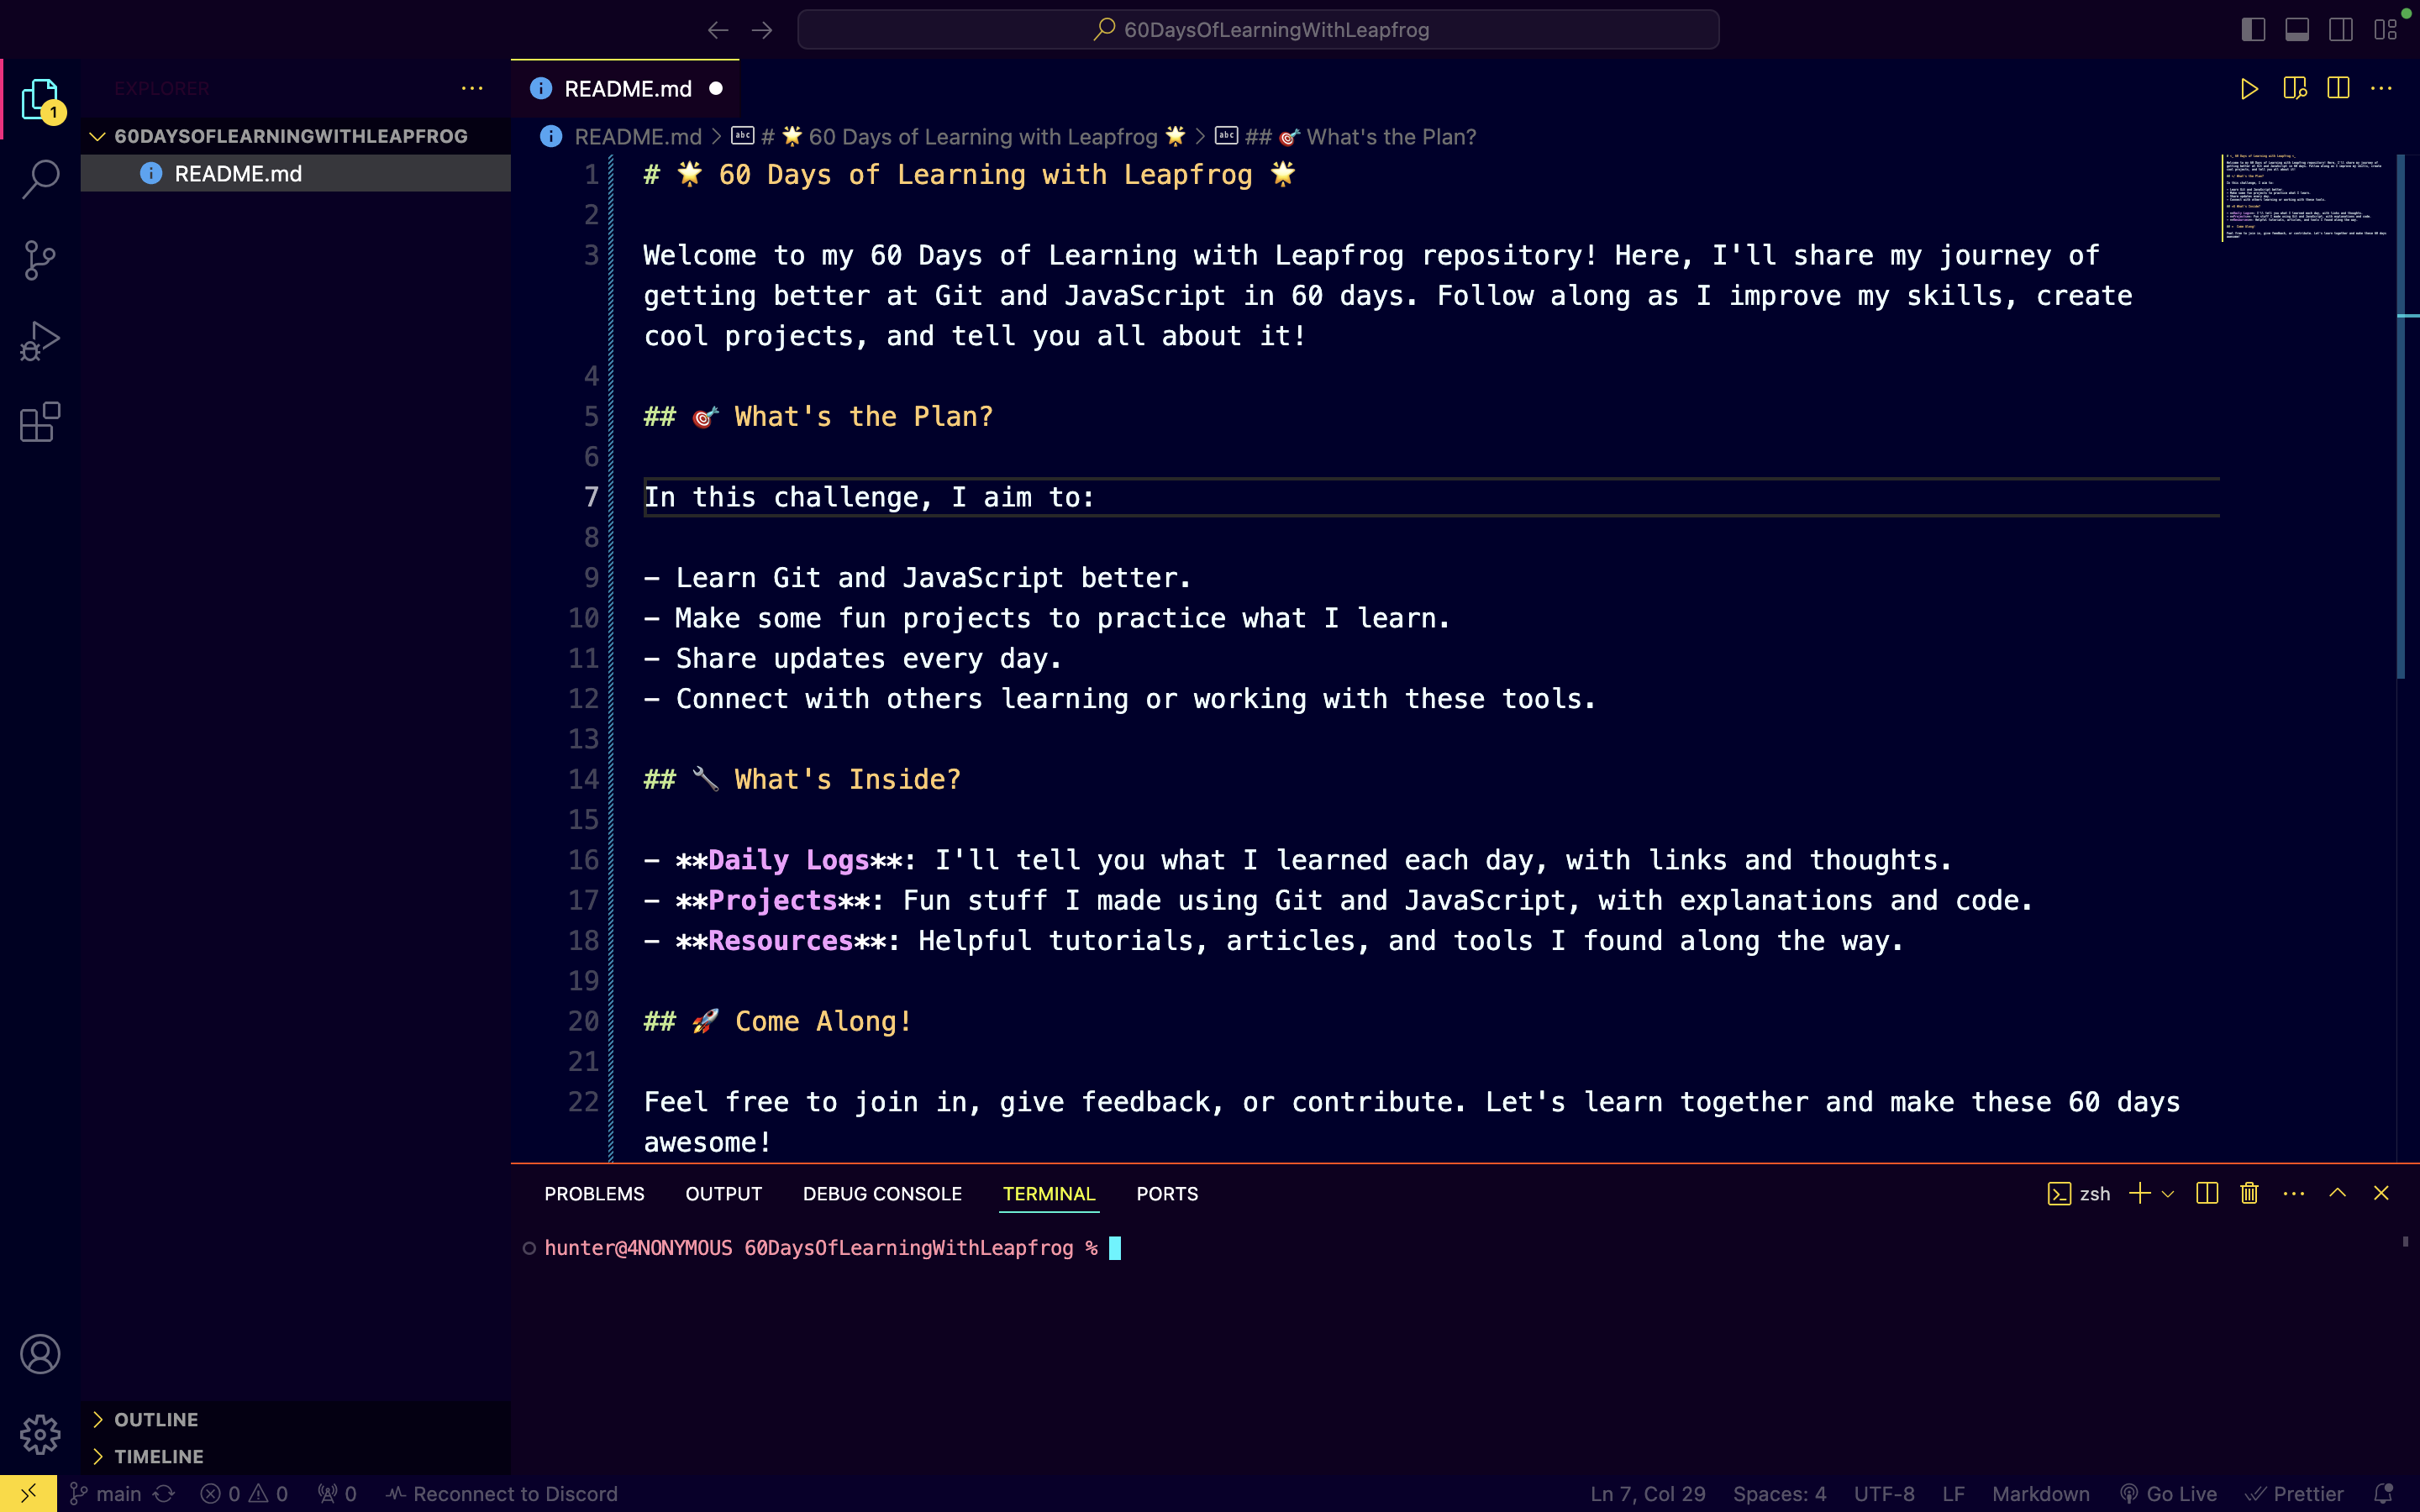 60DaysOfLearningWithLeapfrog
EXPLORER
README.md
1
60DAYSOFLEARNINGWITHLEAPFROG
README.md > # 🌟 60 Days of Learning with Leapfrog 🌟 > ## 🎯 What's the Plan?
README.md
1 # 🌟 60 Days of Learning with Leapfrog 🌟
2
3 Welcome to my 60 Days of Learning with Leapfrog repository! Here, I'll share my journey of
getting better at Git and JavaScript in 60 days. Follow along as I improve my skills, create
cool projects, and tell you all about it!
4
5 ## 🎯 What's the Plan?
6
7 In this challenge, I aim to:
8
9 - Learn Git and JavaScript better.
10 - Make some fun projects to practice what I learn.
11 - Share updates every day.
12 - Connect with others learning or working with these tools.
13
14 ## 🔧 What's Inside?
15
16 - **Daily Logs**: I'll tell you what I learned each day, with links and thoughts.
17 - **Projects**: Fun stuff I made using Git and JavaScript, with explanations and code.
18 - **Resources**: Helpful tutorials, articles, and tools I found along the way.
19
20 ## 🚀 Come Along!
21
22 Feel free to join in, give feedback, or contribute. Let's learn together and make these 60 days
awesome!
PROBLEMS OUTPUT DEBUG CONSOLE TERMINAL PORTS zsh
hunter@4NONYMOUS 60DaysOfLearningWithLeapfrog %
OUTLINE
TIMELINE
main 0 0 0 Reconnect to Discord Ln 7, Col 29 Spaces: 4 UTF-8 LF Markdown Go Live Prettier